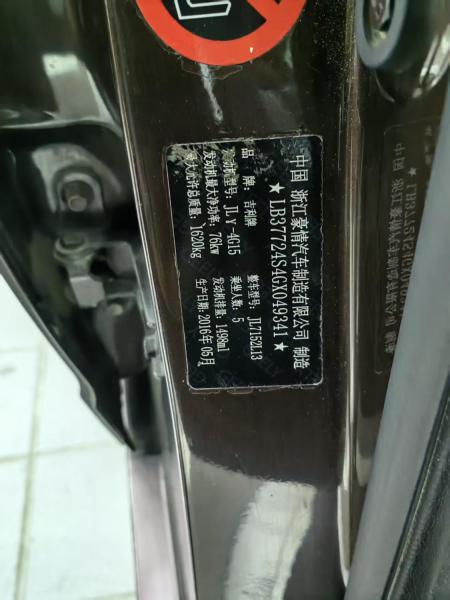 中国 浙江豪情汽车制造有限公司 制造
★LB37724S4GX049341★
品 牌: 吉利牌 整车型号: JL7152L13
发动机型号: JLγ-4G15 乘坐人数: 5
发动机最大净功率: 76kw 发动机排量: 1498ml
最大允许总质量: 1620kg 生产日期: 2016年05月